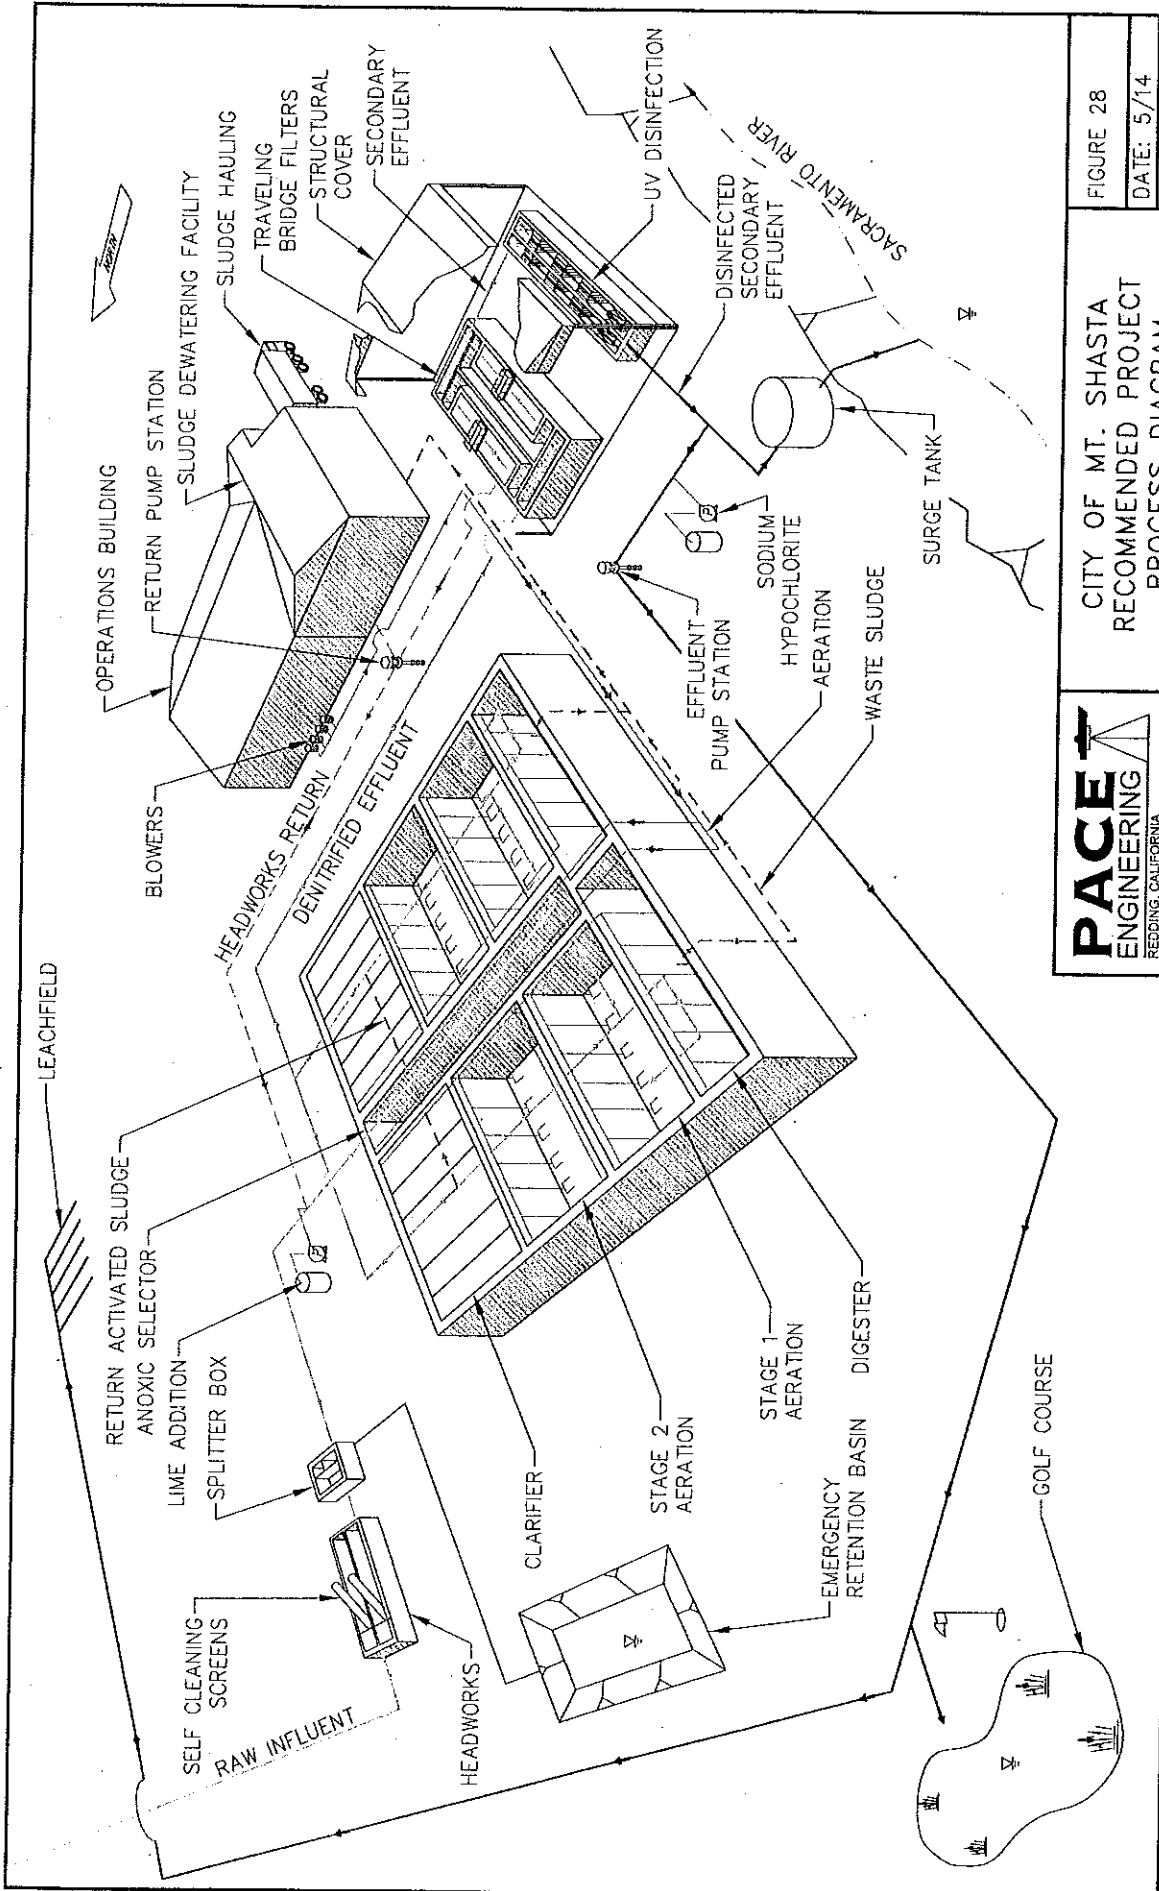 LEACHFIELD
OPERATIONS BUILDING
RETURN PUMP STATION
SLUDGE DEWATERING FACILITY
SLUDGE HAULING
TRAVELING
BRIDGE FILTERS
STRUCTURAL
COVER
SECONDARY
EFFLUENT
NORTH
BLOWERS
HEADWORKS RETURN
DENITRIFIED EFFLUENT
RETURN ACTIVATED SLUDGE
ANOXIC SELECTOR
LIME ADDITION
SPLITTER BOX
SELF CLEANING
SCREENS
RAW INFLUENT
HEADWORKS
CLARIFIER
STAGE 2
AERATION
STAGE 1
AERATION
EMERGENCY
RETENTION BASIN
DIGESTER
GOLF COURSE
UV DISINFECTION
DISINFECTED
SECONDARY
EFFLUENT
SACRAMENTO RIVER
SURGE TANK
SODIUM
HYPOCHLORITE
EFFLUENT
PUMP STATION
AERATION
WASTE SLUDGE
PACE
ENGINEERING
REDDING, CALIFORNIA
CITY OF MT. SHASTA
RECOMMENDED PROJECT
PROCESS DIAGRAM
FIGURE 28
DATE: 5/14